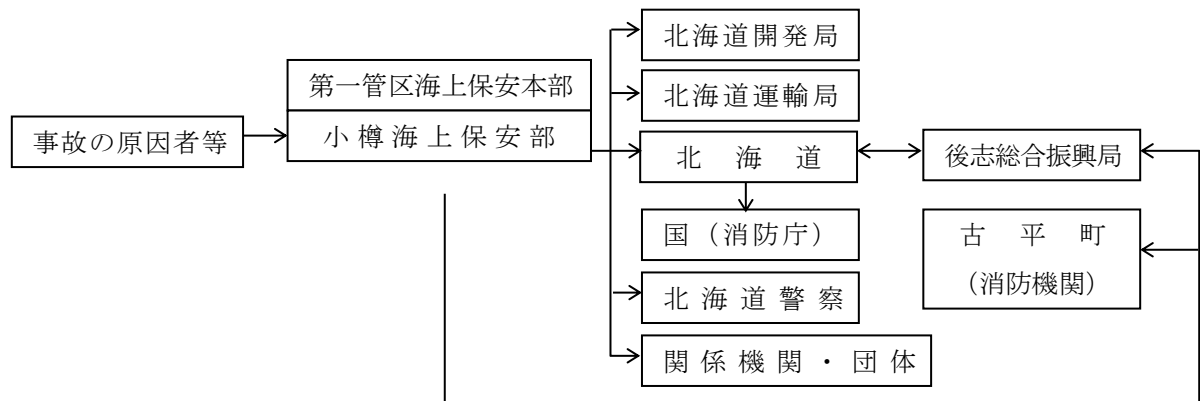 事故の原因者等
第一管区海上保安本部
小樽海上保安部
北海道開発局
北海道運輸局
北海道
国（消防庁）
北海道警察
関係機関・団体
後志総合振興局
古平町
（消防機関）